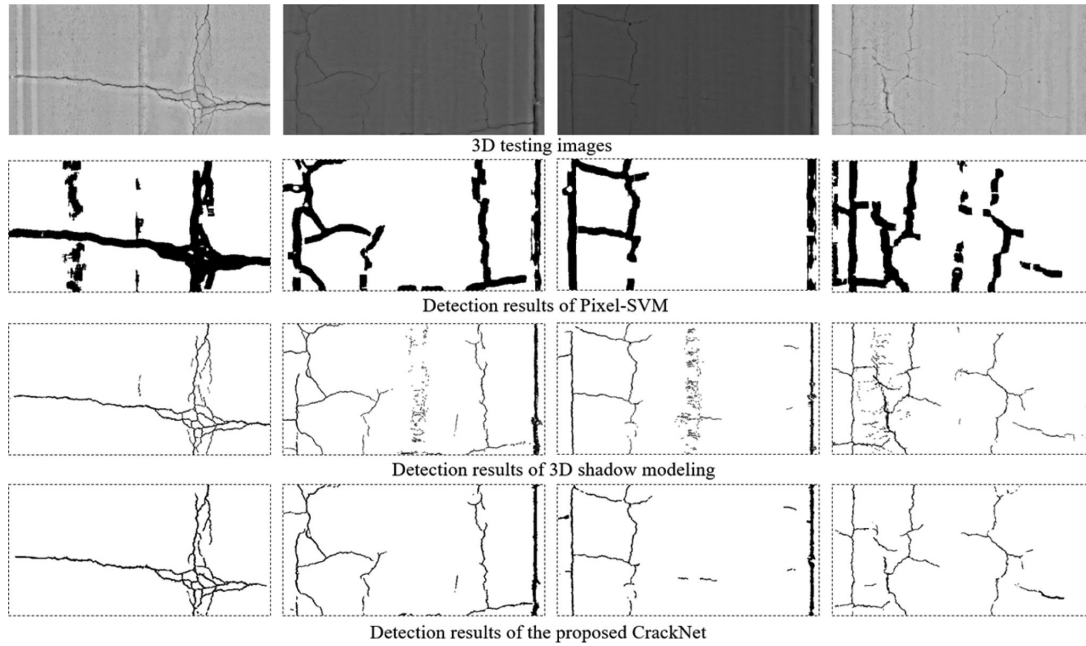 3D testing images
Detection results of Pixel-SVM
Detection results of 3D shadow modeling
Detection results of the proposed CrackNet